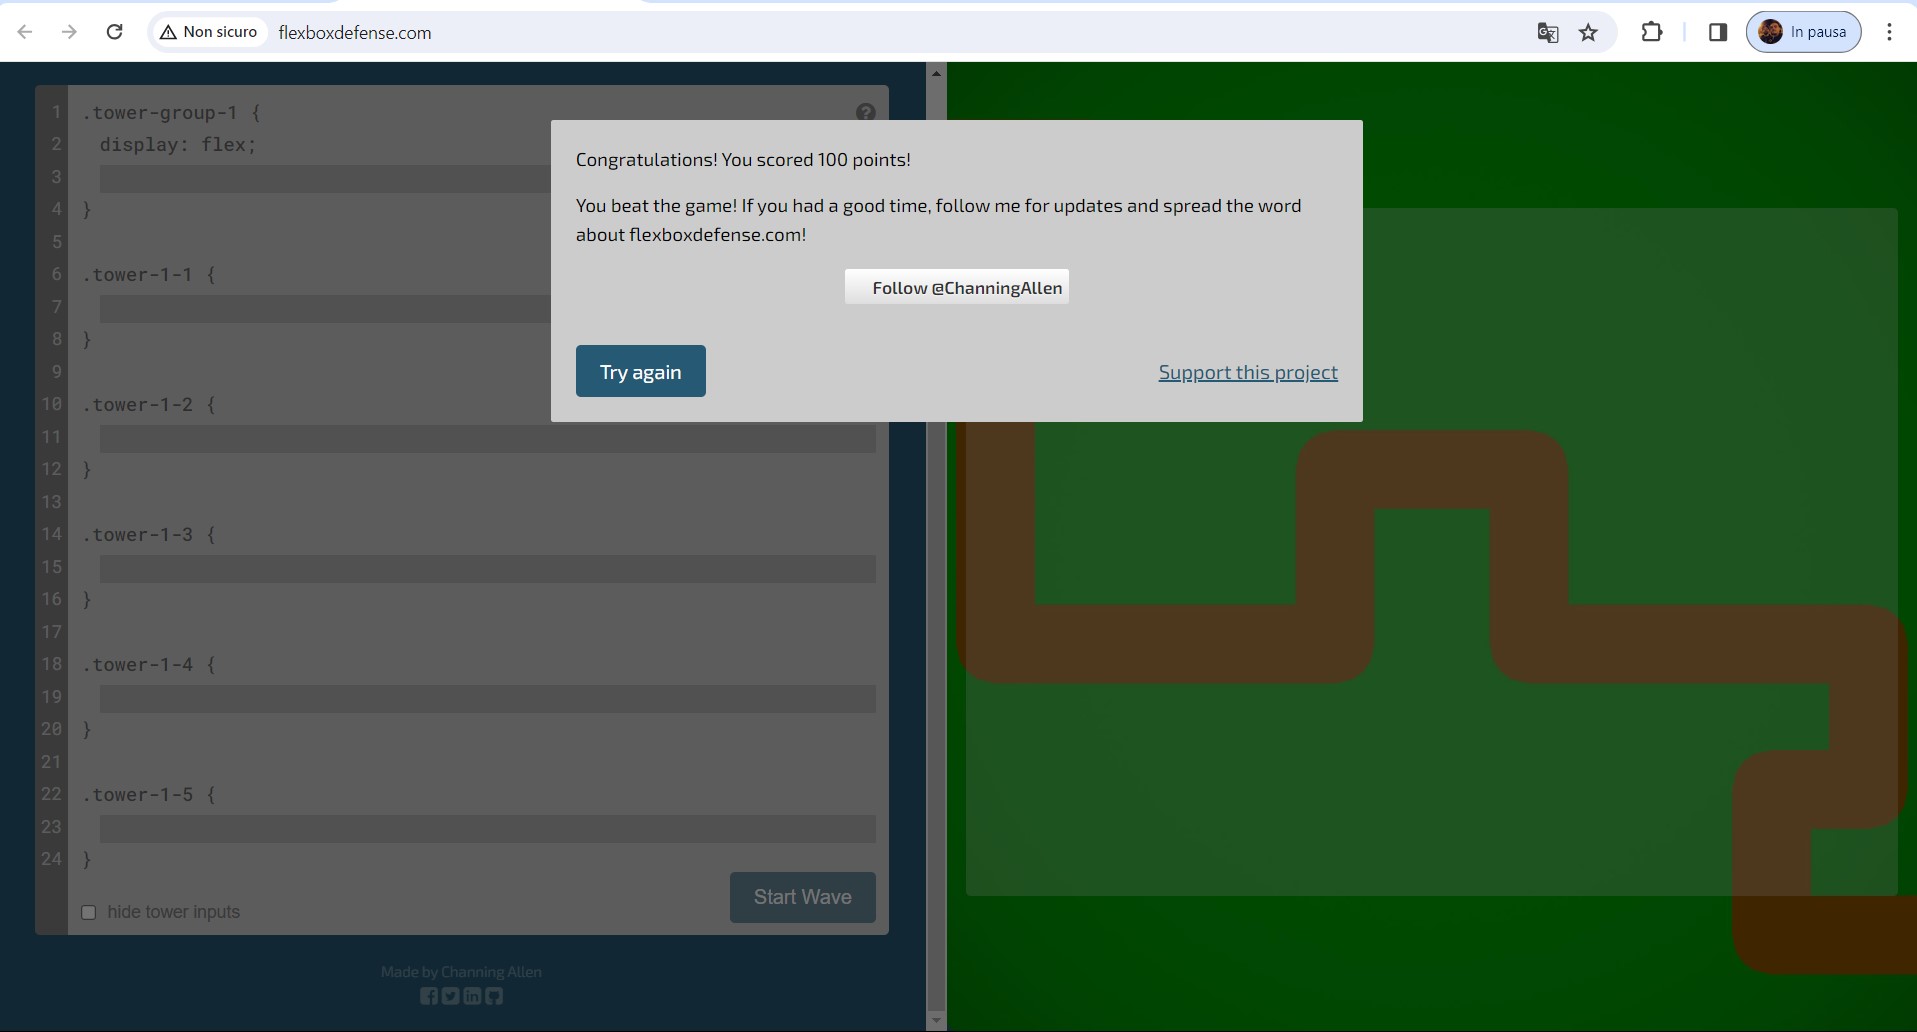 Non sicuro flexboxdefense.com In pausa
1 .tower-group-1 { ?
2 display: flex;
3
4 }
5
6 .tower-1-1 {
7
8 }
9
10 .tower-1-2 {
11
12 }
13
14 .tower-1-3 {
15
16 }
17
18 .tower-1-4 {
19
20 }
21
22 .tower-1-5 {
23
24 }
hide tower inputs
Start Wave
Made by Channing Allen
Congratulations! You scored 100 points!
You beat the game! If you had a good time, follow me for updates and spread the word
about flexboxdefense.com!
Follow @ChanningAllen
Try again
Support this project